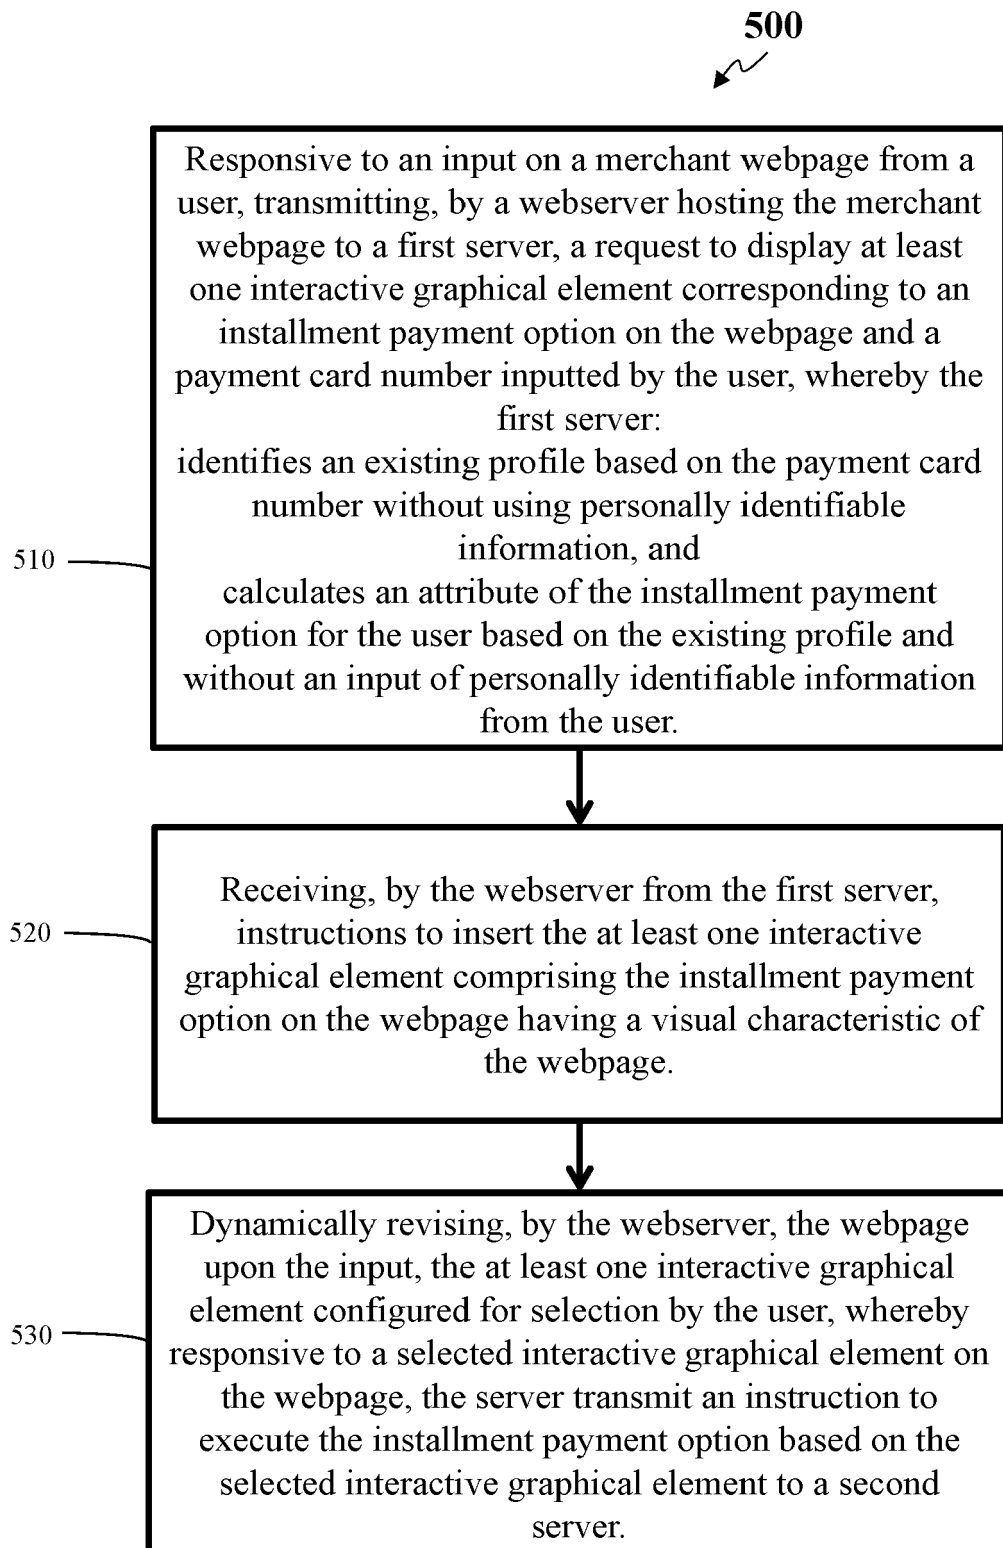 500
Responsive to an input on a merchant webpage from a
user, transmitting, by a webserver hosting the merchant
webpage to a first server, a request to display at least
one interactive graphical element corresponding to an
installment payment option on the webpage and a
payment card number inputted by the user, whereby the
first server:
identifies an existing profile based on the payment card
number without using personally identifiable
information, and
calculates an attribute of the installment payment
option for the user based on the existing profile and
without an input of personally identifiable information
from the user.
510
Receiving, by the webserver from the first server,
instructions to insert the at least one interactive
graphical element comprising the installment payment
option on the webpage having a visual characteristic of
the webpage.
520
Dynamically revising, by the webserver, the webpage
upon the input, the at least one interactive graphical
element configured for selection by the user, whereby
responsive to a selected interactive graphical element on
the webpage, the server transmit an instruction to
execute the installment payment option based on the
selected interactive graphical element to a second
server.
530